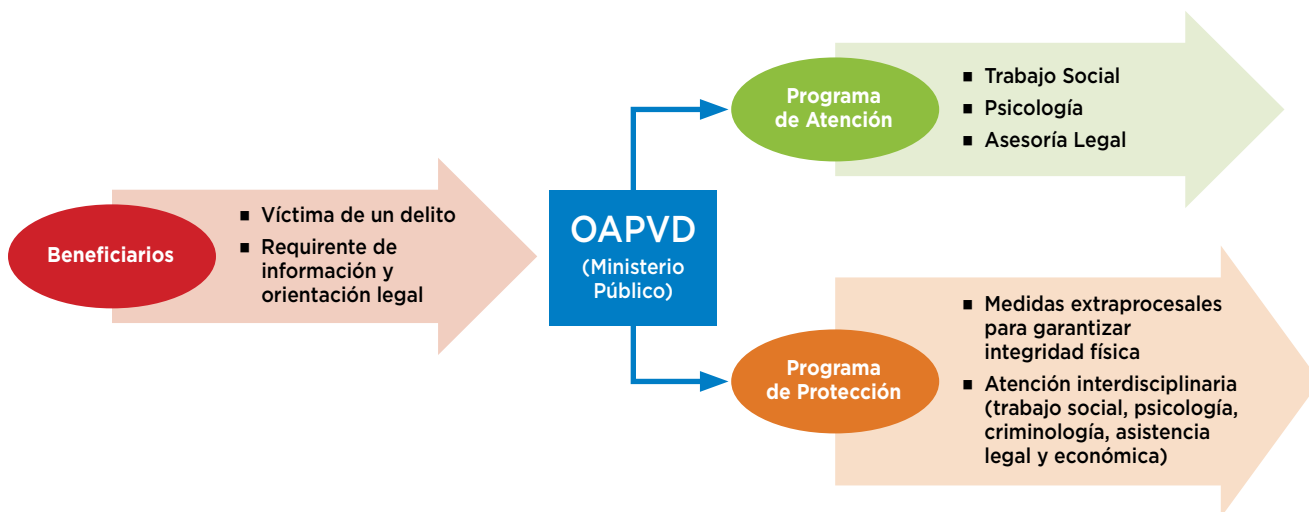 Beneficiarios
■ Víctima de un delito
■ Requirente de
información y
orientación legal
OAPVD
(Ministerio
Público)
Programa
de Atención
■ Trabajo Social
■ Psicología
■ Asesoría Legal
Programa
de Protección
■ Medidas extraprocesales
para garantizar
integridad física
■ Atención interdisciplinaria
(trabajo social, psicología,
criminología, asistencia
legal y económica)